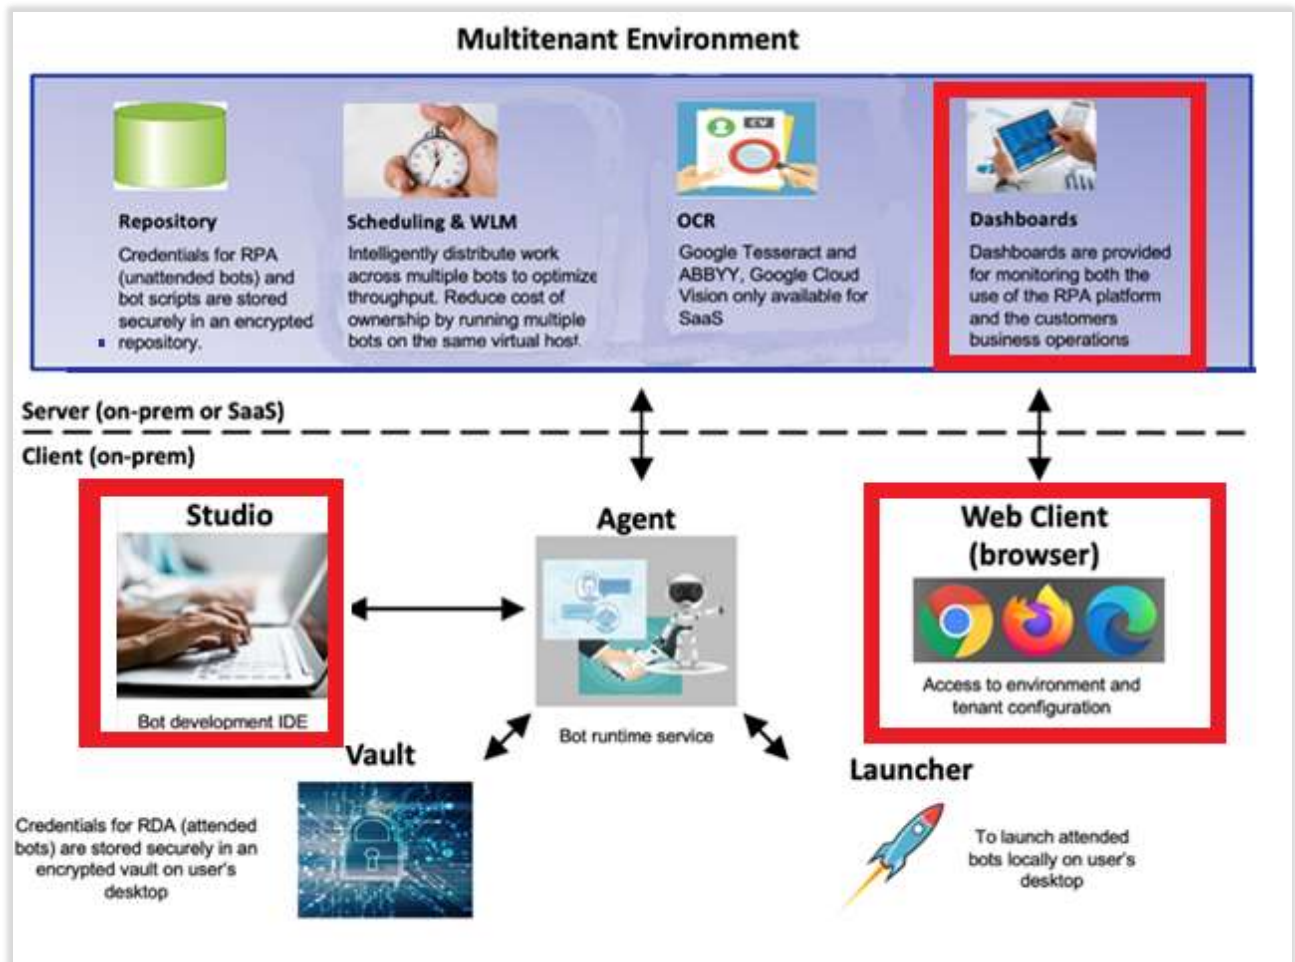 Multitenant Environment
CV
Repository
Credentials for RPA
(unattended bots) and
bot scripts are stored
securely in an encrypted
repository.
Scheduling & WLM
Intelligently distribute work
across multiple bots to optimize
throughput. Reduce cost of
ownership by running multiple
bots on the same virtual host.
OCR
Google Tesseract and
ABBYY, Google Cloud
Vision only available for
SaaS
Dashboards
Dashboards are provided
for monitoring both the
use of the RPA platform
and the customers
business operations
Server (on-prem or SaaS)
Client (on-prem)
Studio
Bot development IDE
Agent
Bot runtime service
Web Client
(browser)
Access to environment and
tenant configuration
Vault
Credentials for RDA (attended
bots) are stored securely in an
encrypted vault on user's
desktop
Launcher
To launch attended
bots locally on user's
desktop